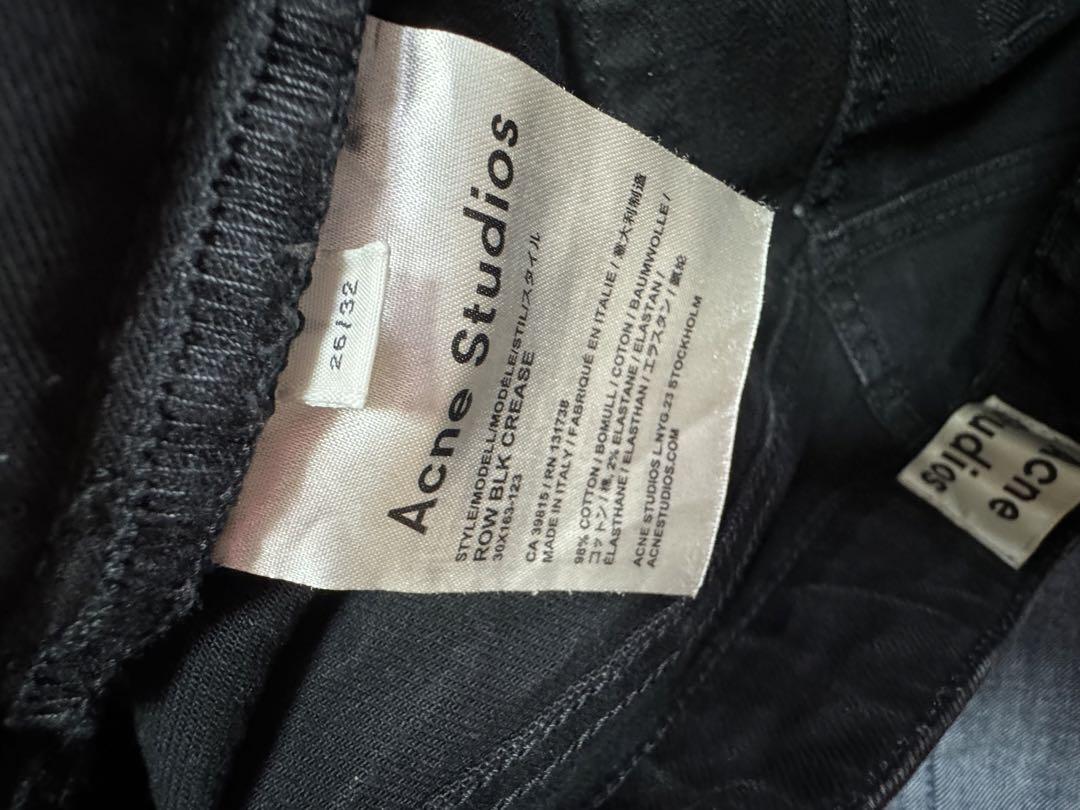 Acne Studios
STYLE/MODELL/MODÈLE/STIL/スタイル
ROW BLK CREASE
30X163-123
CA 39815 / RN 131738
MADE IN ITALY / FABRIQUÉ EN ITALIE / 意大利制造
98% COTTON / BOMULL / COTON / BAUMWOLLE /
コットン / 棉, 2% ELASTANE / ELASTAN /
ÉLASTHANE / ELASTHAN / エラスタン / 氨纶
ACNE STUDIOS L.NYG.23 STOCKHOLM
ACNESTUDIOS.COM
26/32
Acne
udios